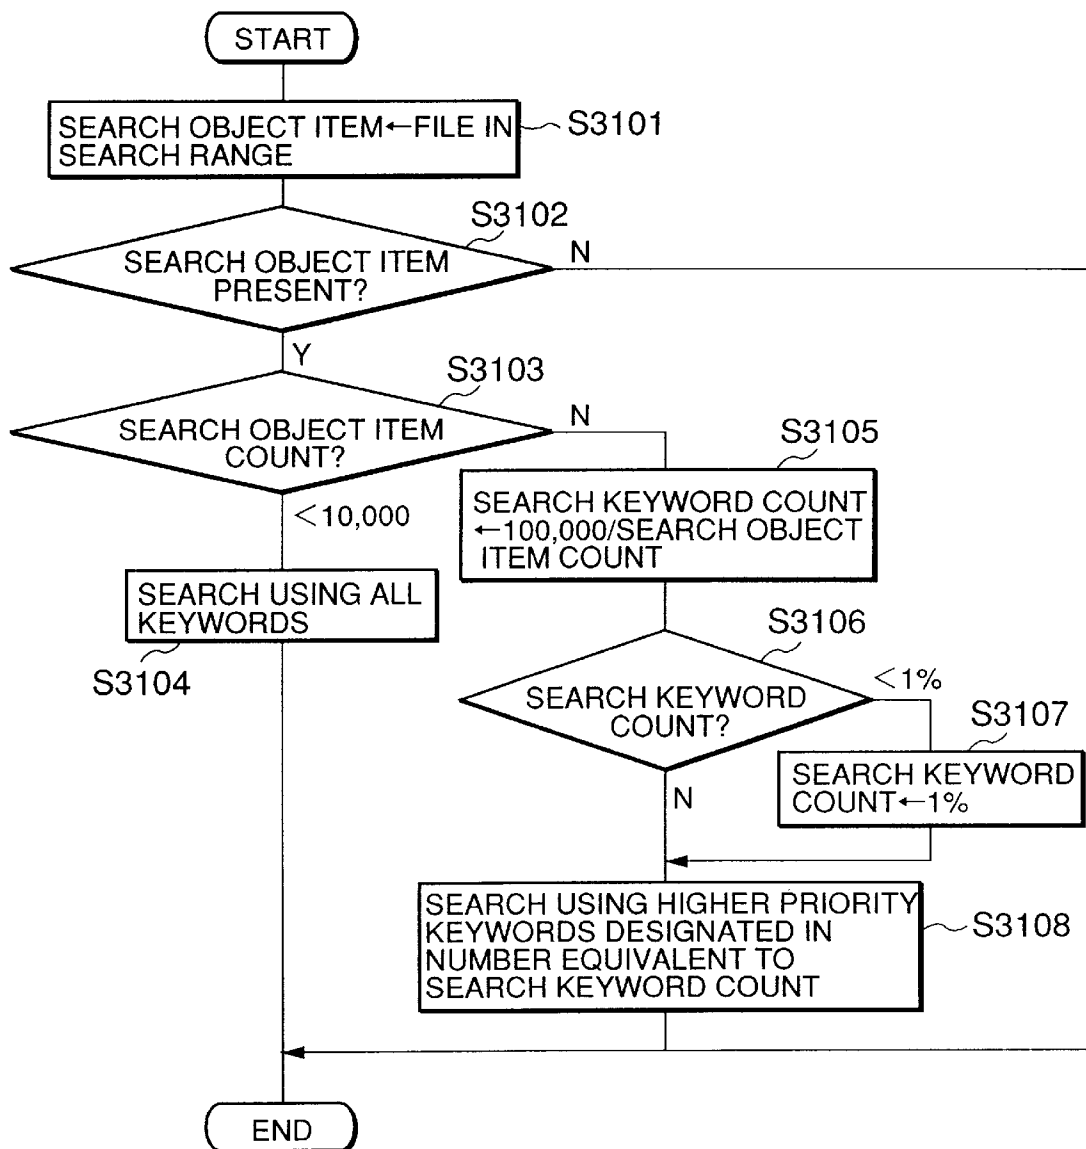 START
SEARCH OBJECT ITEM←FILE IN
SEARCH RANGE
S3101
S3102
SEARCH OBJECT ITEM
PRESENT?
N
Y
S3103
SEARCH OBJECT ITEM
COUNT?
N
<10,000
S3105
SEARCH KEYWORD COUNT
←100,000/SEARCH OBJECT
ITEM COUNT
SEARCH USING ALL
KEYWORDS
S3104
S3106
SEARCH KEYWORD
COUNT?
<1%
N
S3107
SEARCH KEYWORD
COUNT←1%
SEARCH USING HIGHER PRIORITY
KEYWORDS DESIGNATED IN
NUMBER EQUIVALENT TO
SEARCH KEYWORD COUNT
S3108
END